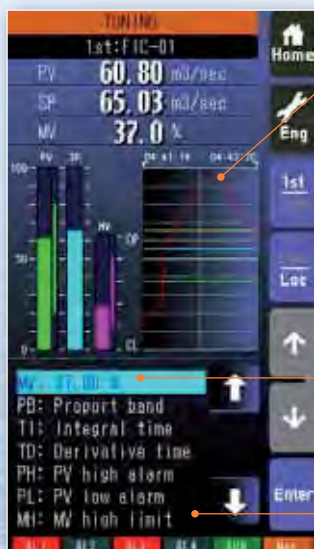 TUNING
1st:FIC-01
PV 60.80 m3/sec
SP 65.03 m3/sec
MV 37.0 %
Home
Eng
1st
Loc
Enter
PV SP
MV
100
50
0
OP
CL
MV: 37.00 %
PB: Proport band
TI: Integral time
TD: Derivative time
PH: PV high alarm
PL: PV low alarm
MH: MV high limit